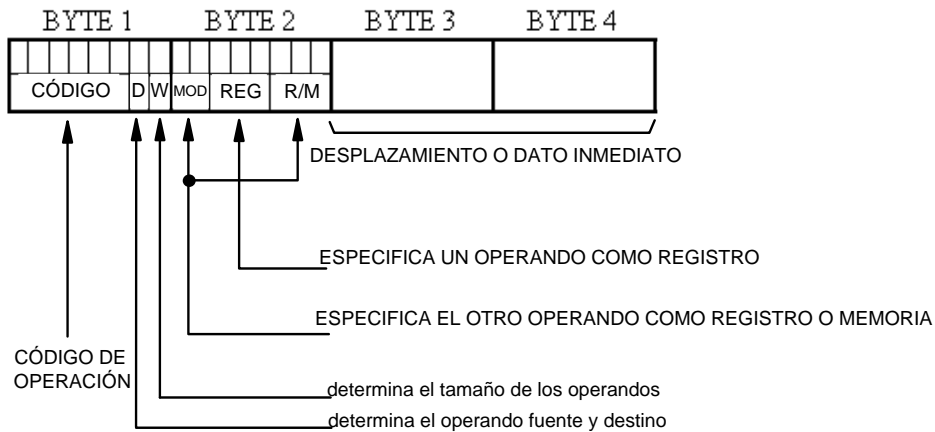 BYTE 1 BYTE 2 BYTE 3 BYTE 4
CÓDIGO D W MOD REG R/M
DESPLAZAMIENTO O DATO INMEDIATO
ESPECIFICA UN OPERANDO COMO REGISTRO
ESPECIFICA EL OTRO OPERANDO COMO REGISTRO O MEMORIA
CÓDIGO DE
OPERACIÓN
determina el tamaño de los operandos
determina el operando fuente y destino